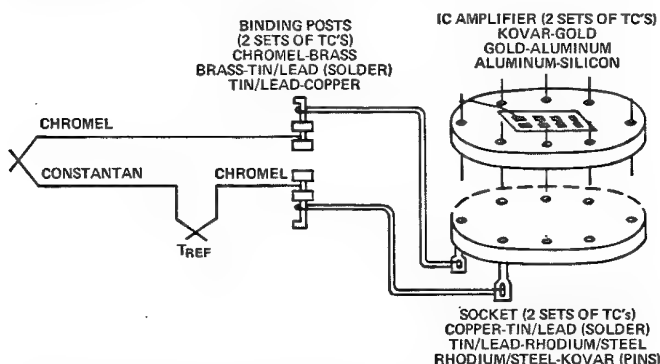 BINDING POSTS
(2 SETS OF TC'S)
CHROMEL-BRASS
BRASS-TIN/LEAD (SOLDER)
TIN/LEAD-COPPER
IC AMPLIFIER (2 SETS OF TC'S)
KOVAR-GOLD
GOLD-ALUMINUM
ALUMINUM-SILICON
CHROMEL
CONSTANTAN
CHROMEL
TREF
SOCKET (2 SETS OF TC's)
COPPER-TIN/LEAD (SOLDER)
TIN/LEAD-RHODIUM/STEEL
RHODIUM/STEEL-KOVAR (PINS)